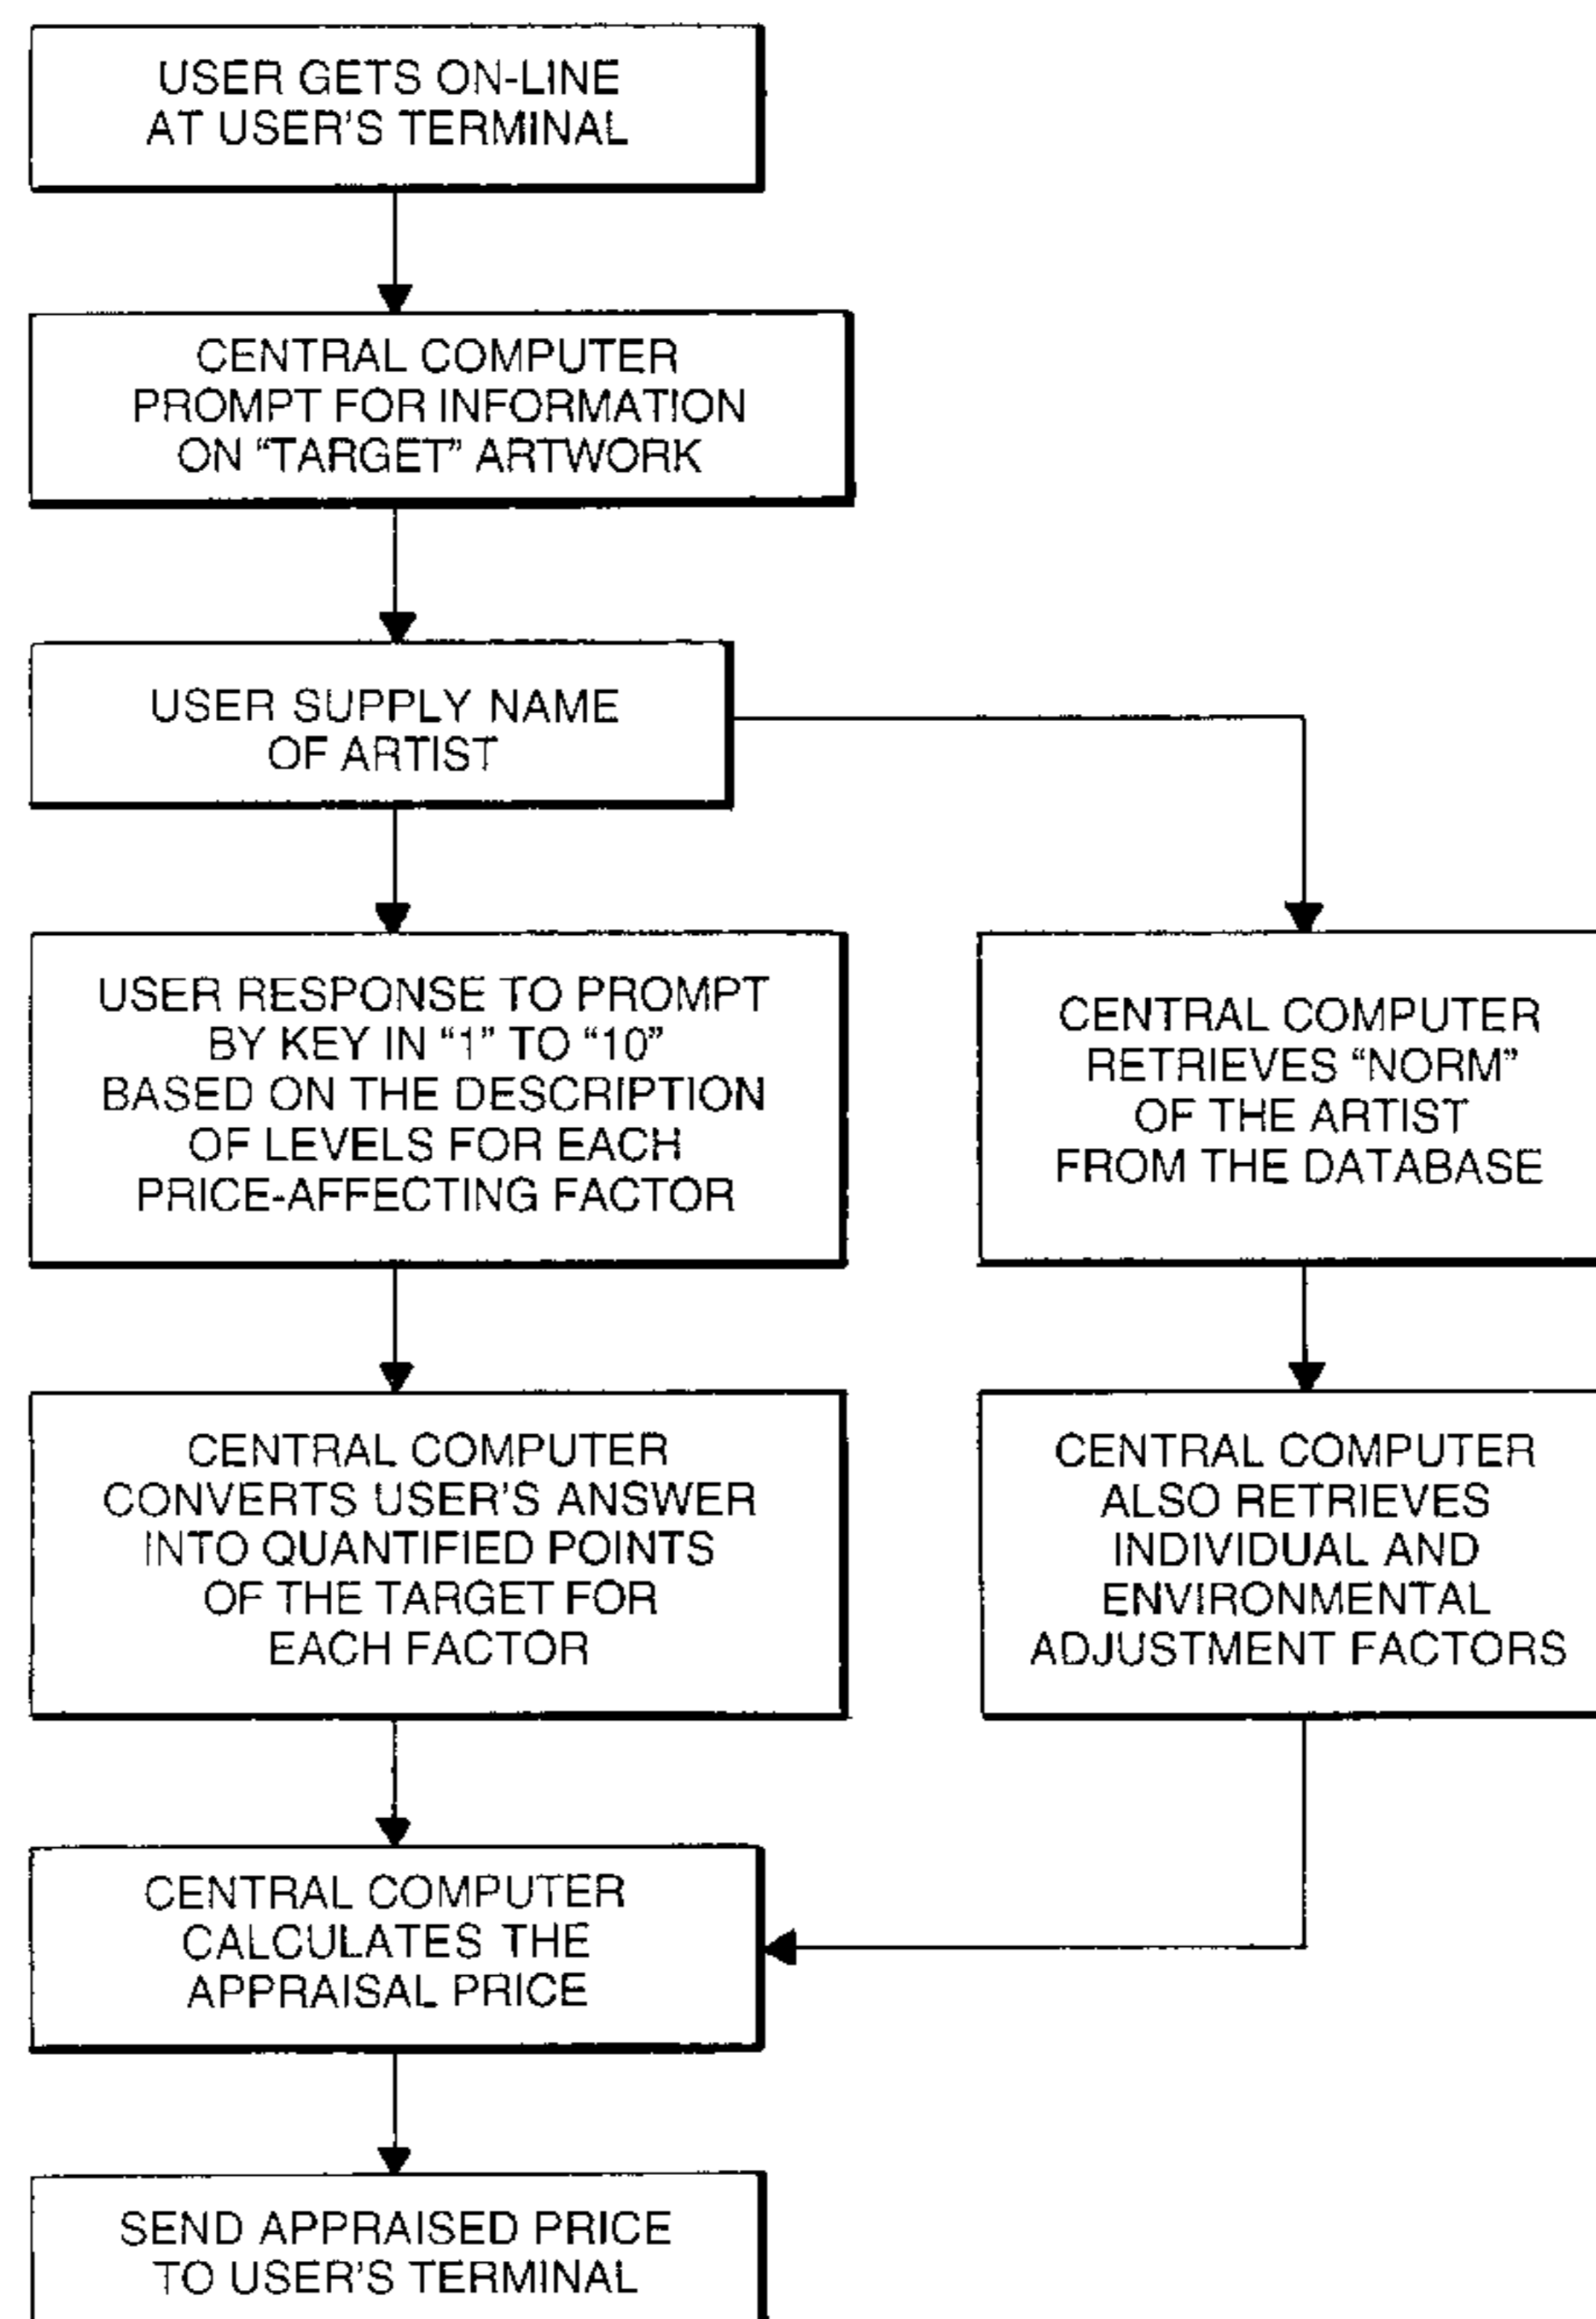 USER GETS ON-LINE
AT USER'S TERMINAL
CENTRAL COMPUTER
PROMPT FOR INFORMATION
ON “TARGET” ARTWORK
USER SUPPLY NAME
OF ARTIST
USER RESPONSE TO PROMPT
BY KEY IN “1” TO “10”
BASED ON THE DESCRIPTION
OF LEVELS FOR EACH
PRICE-AFFECTING FACTOR
CENTRAL COMPUTER
RETRIEVES “NORM”
OF THE ARTIST
FROM THE DATABASE
CENTRAL COMPUTER
CONVERTS USER'S ANSWER
INTO QUANTIFIED POINTS
OF THE TARGET FOR
EACH FACTOR
CENTRAL COMPUTER
ALSO RETRIEVES
INDIVIDUAL AND
ENVIRONMENTAL
ADJUSTMENT FACTORS
CENTRAL COMPUTER
CALCULATES THE
APPRAISAL PRICE
SEND APPRAISED PRICE
TO USER'S TERMINAL